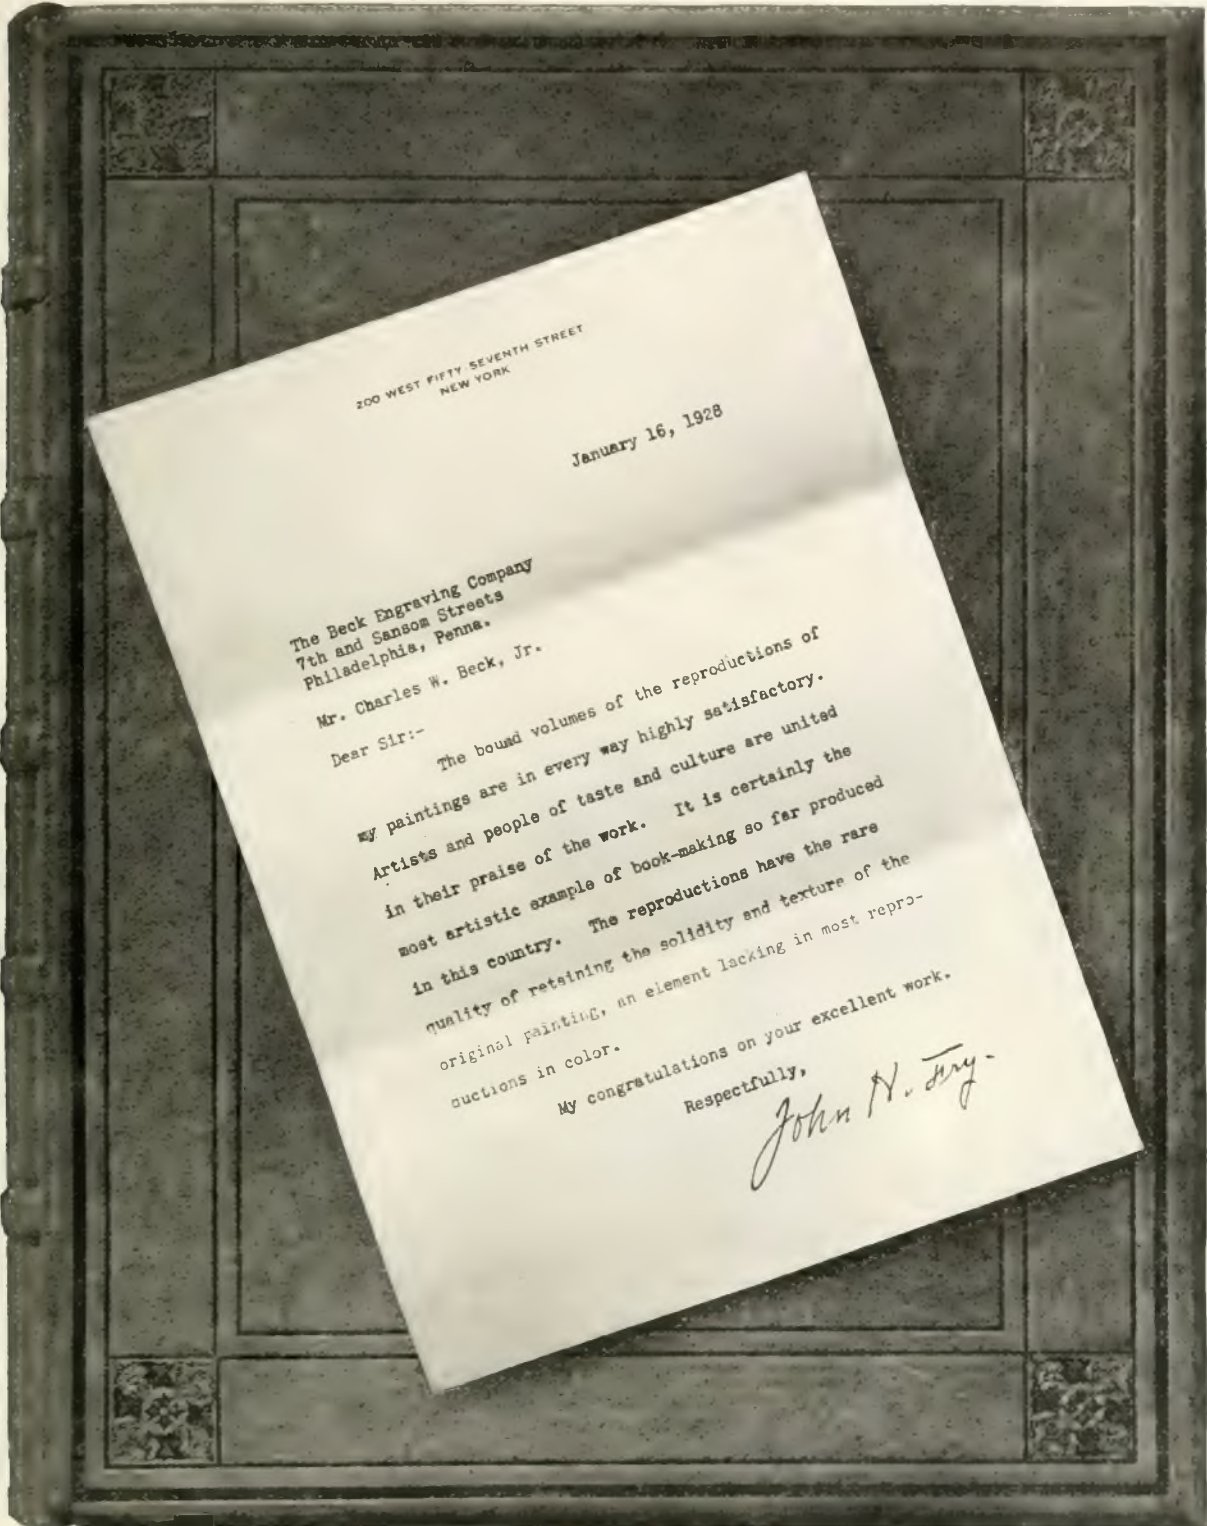 200 WEST FIFTY SEVENTH STREET
NEW YORK
January 16, 1928
The Beck Engraving Company
7th and Sansom Streets
Philadelphia, Penna.
Mr. Charles W. Beck, Jr.
Dear Sir:-
The bound volumes of the reproductions of
my paintings are in every way highly satisfactory.
Artists and people of taste and culture are united
in their praise of the work. It is certainly the
most artistic example of book-making so far produced
in this country. The reproductions have the rare
quality of retaining the solidity and texture of the
original painting, an element lacking in most repro-
ductions in color.
My congratulations on your excellent work.
Respectfully,
John H. Fry.